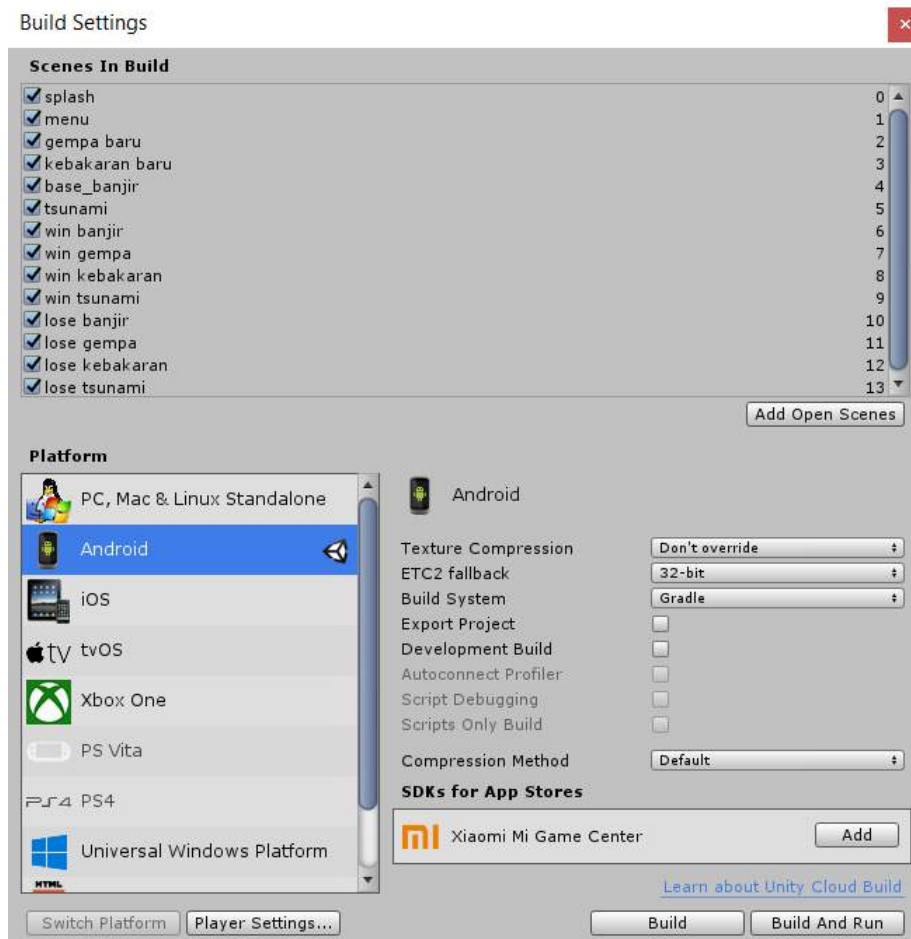 Build Settings
Scenes In Build
splash 0
menu 1
gempa baru 2
kebakaran baru 3
base_banjir 4
tsunami 5
win banjir 6
win gempa 7
win kebakaran 8
win tsunami 9
lose banjir 10
lose gempa 11
lose kebakaran 12
lose tsunami 13
Add Open Scenes
Platform
PC, Mac & Linux Standalone
Android
iOS
tv tvOS
Xbox One
PS Vita
PS4 PS4
Universal Windows Platform
HTML
Android
Texture Compression Don't override
ETC2 fallback 32-bit
Build System Gradle
Export Project
Development Build
Autoconnect Profiler
Script Debugging
Scripts Only Build
Compression Method Default
SDKs for App Stores
mi Xiaomi Mi Game Center Add
Learn about Unity Cloud Build
Switch Platform Player Settings... Build Build And Run